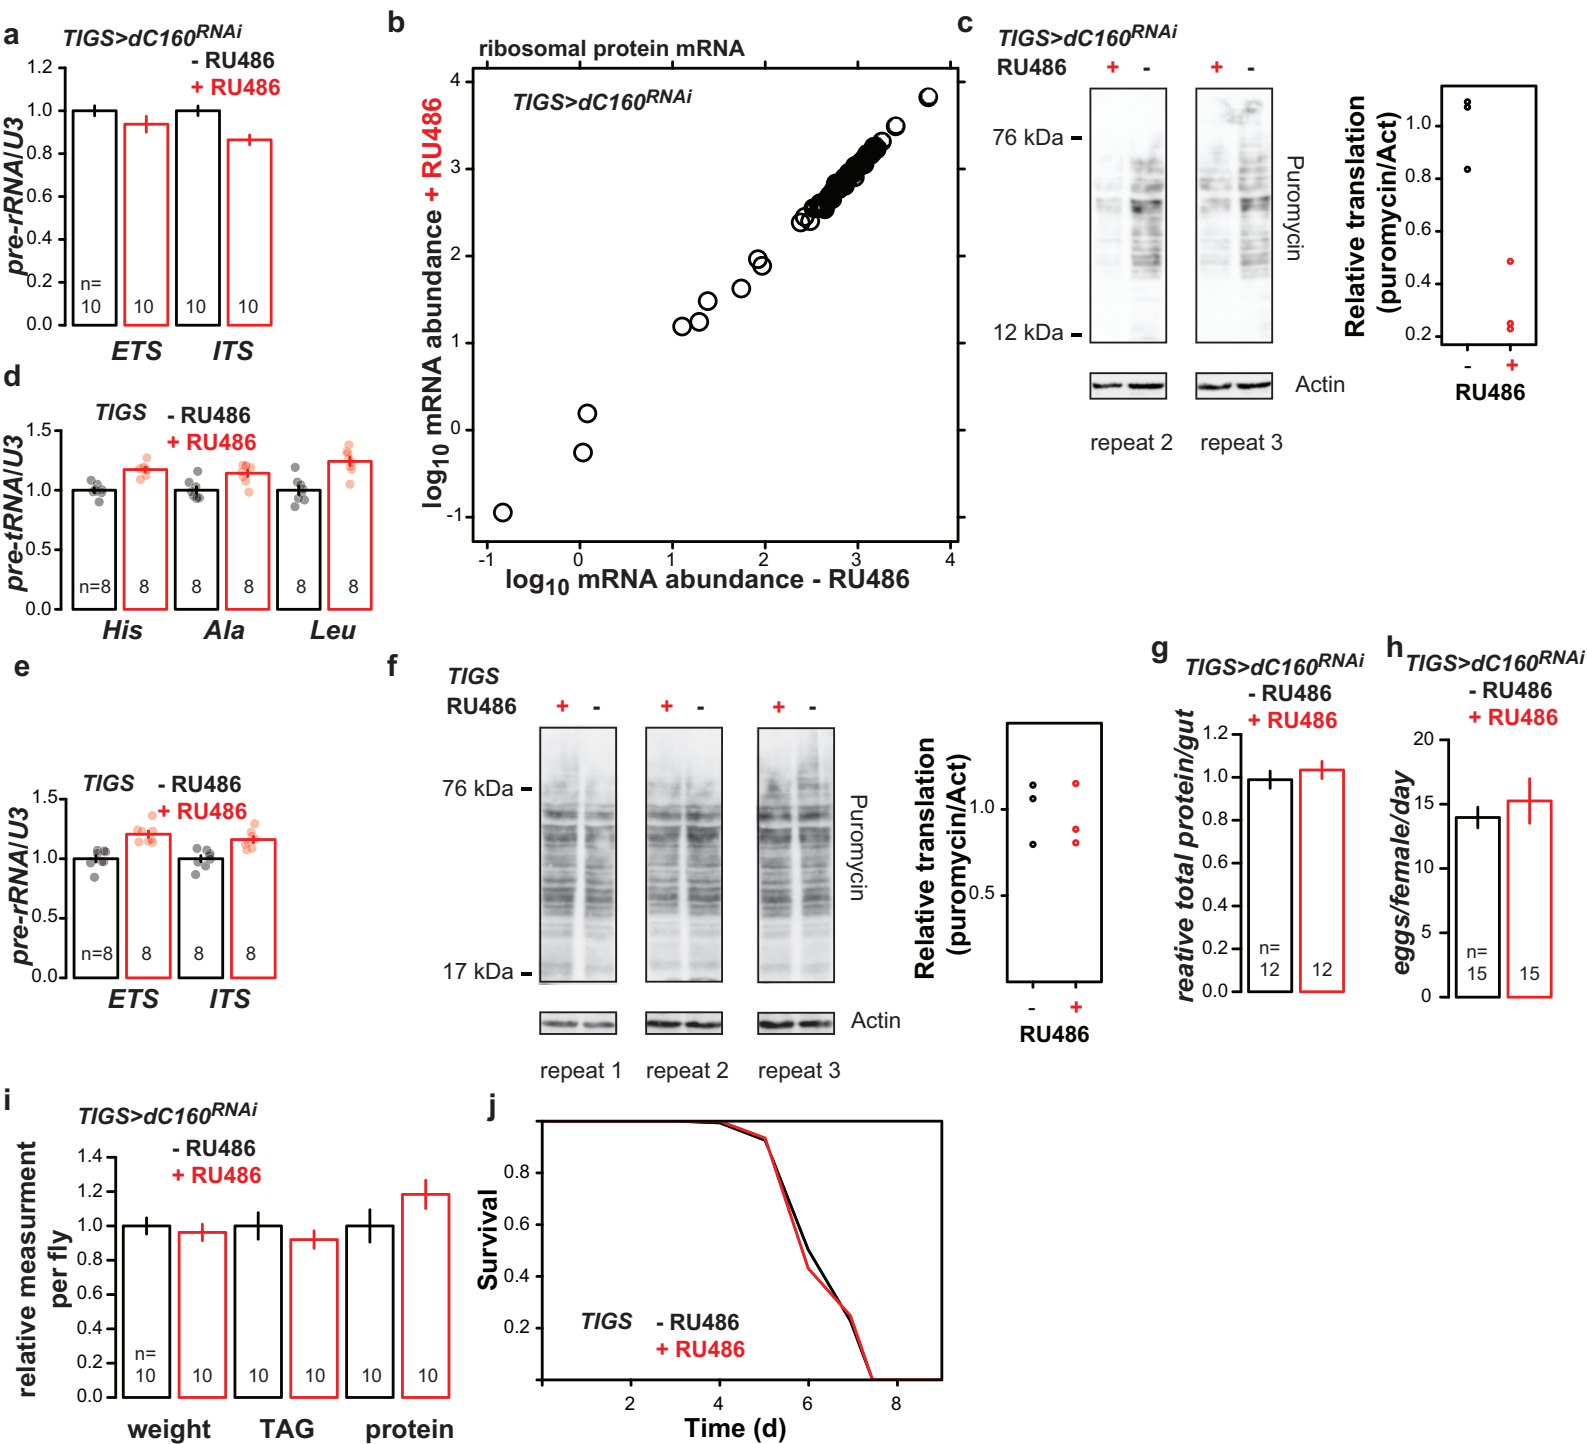 a
TIGS>dC160RNAi
- RU486
+ RU486
pre-rRNA/U3
1.2
1.0
0.8
0.6
0.4
0.2
0.0
n=
10
10
10
10
ETS
ITS
b
ribosomal protein mRNA
TIGS>dC160RNAi
log10 mRNA abundance + RU486
4
3
2
1
0
-1
-1
0
1
2
3
4
log10 mRNA abundance - RU486
c
TIGS>dC160RNAi
RU486
+
-
+
-
76 kDa
12 kDa
Puromycin
Actin
repeat 2
repeat 3
Relative translation
(puromycin/Act)
1.0
0.8
0.6
0.4
0.2
-
+
RU486
d
TIGS
- RU486
+ RU486
pre-tRNA/U3
1.5
1.0
0.5
0.0
n=8
8
8
8
8
8
His
Ala
Leu
e
TIGS
- RU486
+ RU486
pre-rRNA/U3
1.5
1.0
0.5
0.0
n=8
8
8
8
ETS
ITS
f
TIGS
RU486
+
-
+
-
+
-
76 kDa
17 kDa
Puromycin
Actin
repeat 1
repeat 2
repeat 3
Relative translation
(puromycin/Act)
1.0
0.5
-
+
RU486
g
TIGS>dC160RNAi
- RU486
+ RU486
reative total protein/gut
1.2
1.0
0.8
0.6
0.4
0.2
0.0
n=
12
12
h
TIGS>dC160RNAi
- RU486
+ RU486
eggs/female/day
20
15
10
5
0
n=
15
15
i
TIGS>dC160RNAi
- RU486
+ RU486
relative measurment
per fly
1.4
1.2
1.0
0.8
0.6
0.4
0.2
0.0
n=
10
10
10
10
10
10
weight
TAG
protein
j
Survival
0.8
0.6
0.4
0.2
TIGS
- RU486
+ RU486
2
4
6
8
Time (d)